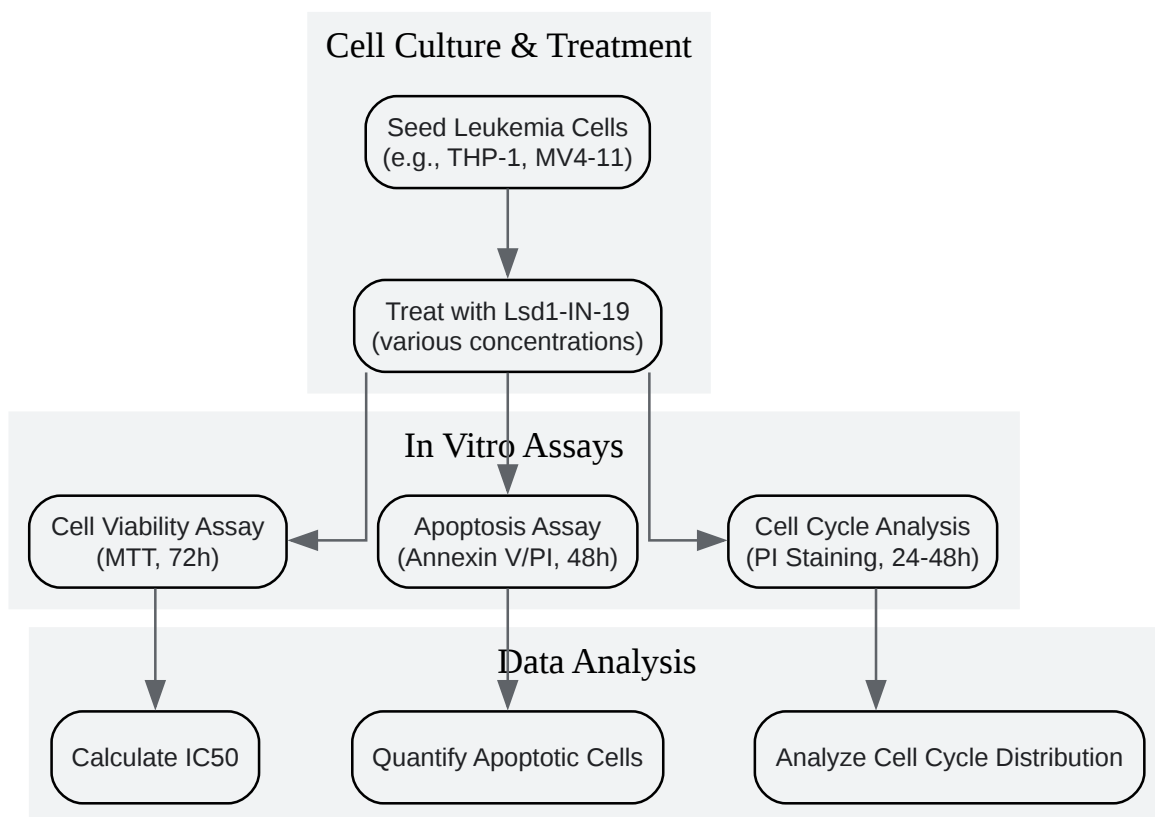 Cell Culture & Treatment
Seed Leukemia Cells
(e.g., THP-1, MV4-11)
Treat with Lsd1-IN-19
(various concentrations)
In Vitro Assays
Cell Viability Assay
(MTT, 72h)
Apoptosis Assay
(Annexin V/PI, 48h)
Cell Cycle Analysis
(PI Staining, 24-48h)
Data Analysis
Calculate IC50
Quantify Apoptotic Cells
Analyze Cell Cycle Distribution